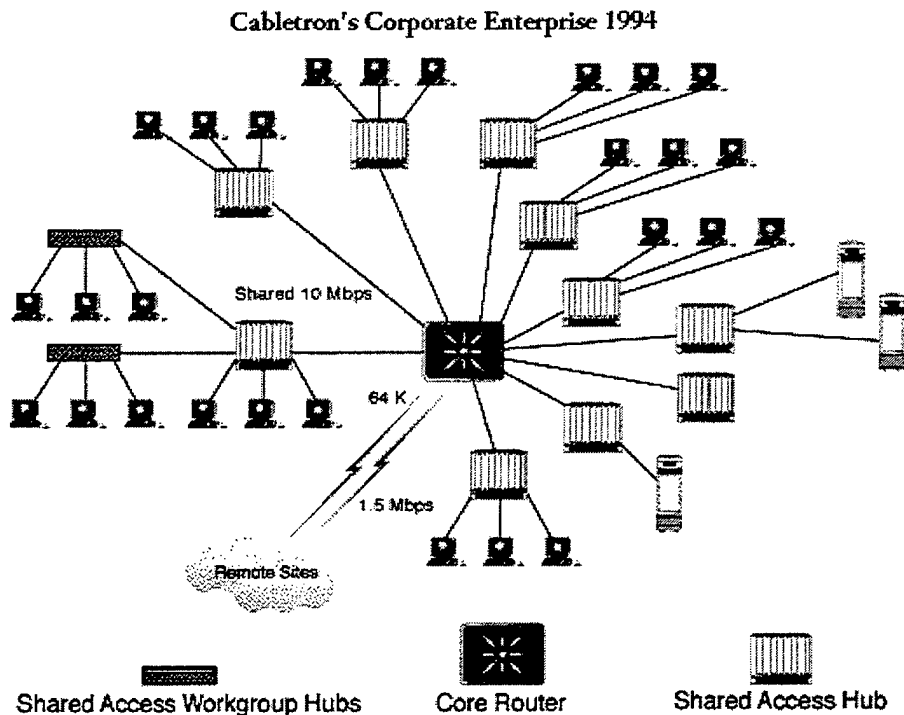 Cabletron's Corporate Enterprise 1994
Shared 10 Mbps
64 K
1.5 Mbps
Remote Sites
Shared Access Workgroup Hubs
Core Router
Shared Access Hub